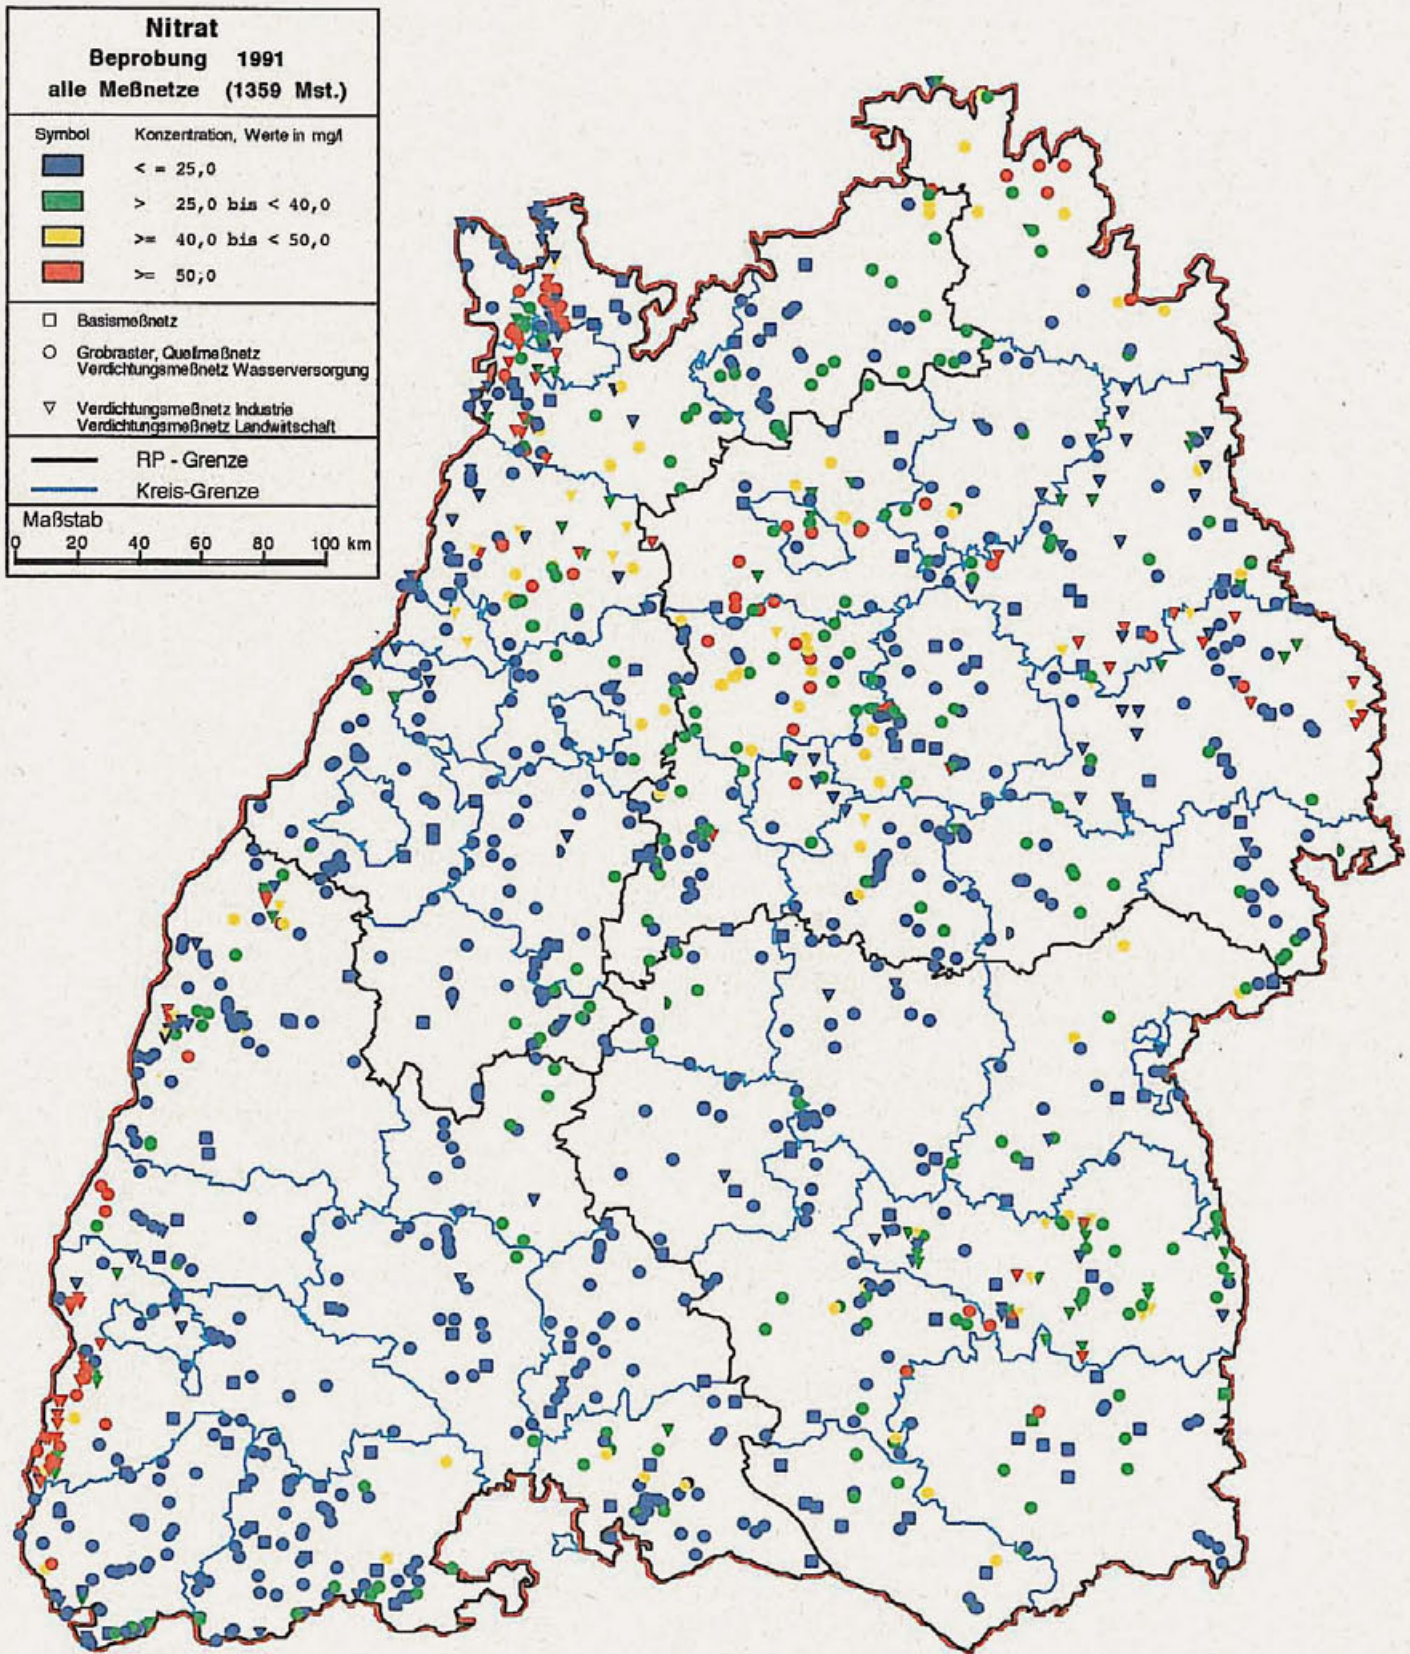 Nitrat
Beprobung 1991
alle Meßnetze (1359 Mst.)
Symbol Konzentration, Werte in mg/l
< = 25,0
> 25,0 bis < 40,0
>= 40,0 bis < 50,0
>= 50,0
Basismeßnetz
Grobraster, Quellmeßnetz
Verdichtungsmeßnetz Wasserversorgung
Verdichtungsmeßnetz Industrie
Verdichtungsmeßnetz Landwirtschaft
RP - Grenze
Kreis-Grenze
Maßstab
0 20 40 60 80 100 km